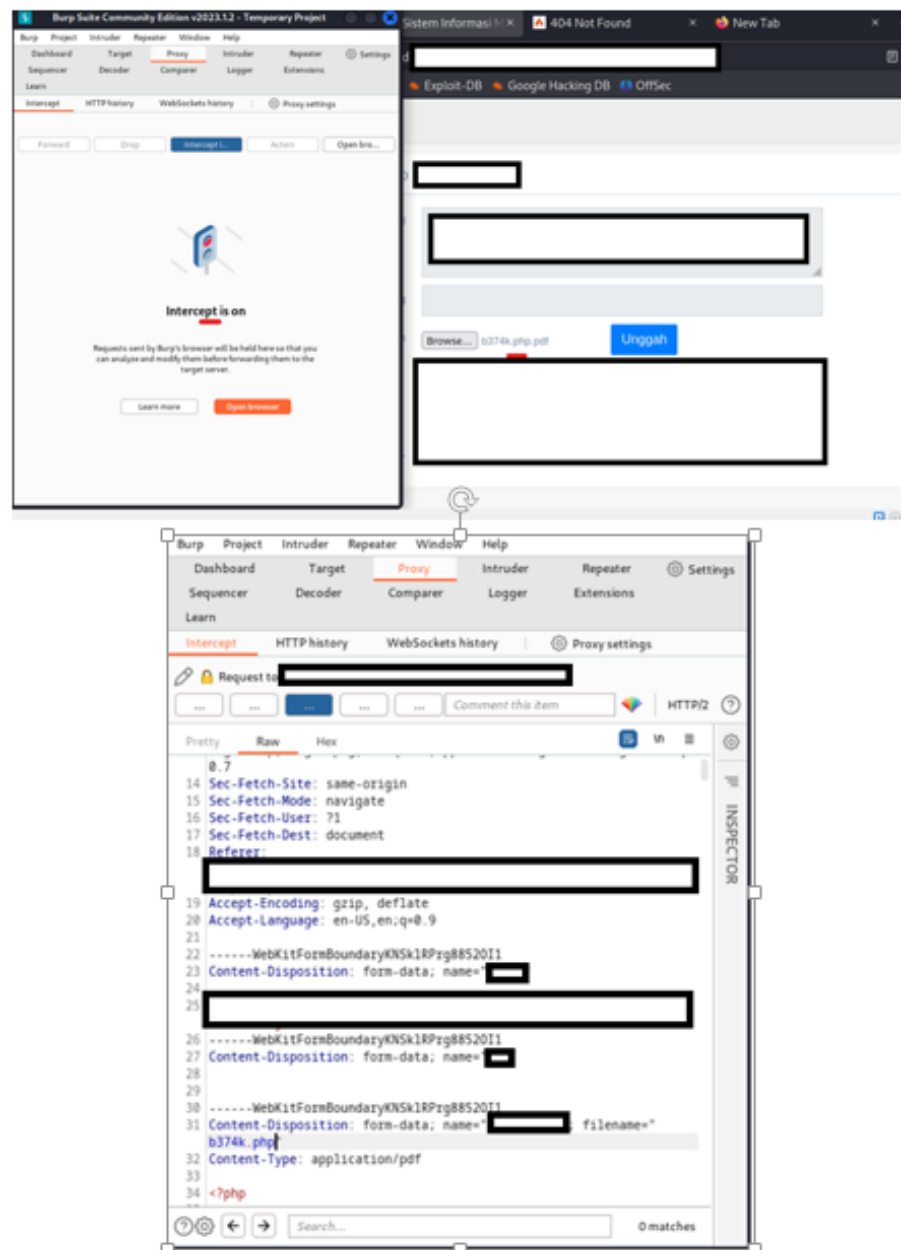 Burp Suite Community Edition v2023.1.2 - Temporary Project
Burp Project Intruder Repeater Window Help
Dashboard Target Proxy Intruder Repeater Settings
Sequencer Decoder Comparer Logger Extensions
Learn
Intercept HTTP history WebSockets history Proxy settings
Forward Drop Intercept i... Action Open bro...
Intercept is on
Requests sent by Burp's browser will be held here so that you
can analyze and modify them before forwarding them to the
target server.
Learn more Open browser
Sistem Informasi 404 Not Found New Tab
Exploit-DB Google Hacking DB OffSec
Browse... b374k.php.pdf Unggah
Burp Project Intruder Repeater Window Help
Dashboard Target Proxy Intruder Repeater Settings
Sequencer Decoder Comparer Logger Extensions
Learn
Intercept HTTP history WebSockets history Proxy settings
Request to
... ... ... ... ... Comment this item HTTP/2
Pretty Raw Hex \n
INSPECTOR
0.7
14 Sec-Fetch-Site: same-origin
15 Sec-Fetch-Mode: navigate
16 Sec-Fetch-User: ?1
17 Sec-Fetch-Dest: document
18 Referer:
19 Accept-Encoding: gzip, deflate
20 Accept-Language: en-US,en;q=0.9
21
22 ------WebKitFormBoundaryKNSklRPrg88520I1
23 Content-Disposition: form-data; name="
24
25
26 ------WebKitFormBoundaryKNSklRPrg88520I1
27 Content-Disposition: form-data; name="
28
29
30 ------WebKitFormBoundaryKNSklRPrg88520I1
31 Content-Disposition: form-data; name=" ; filename="
b374k.php"
32 Content-Type: application/pdf
33
34 <?php
Search... 0 matches